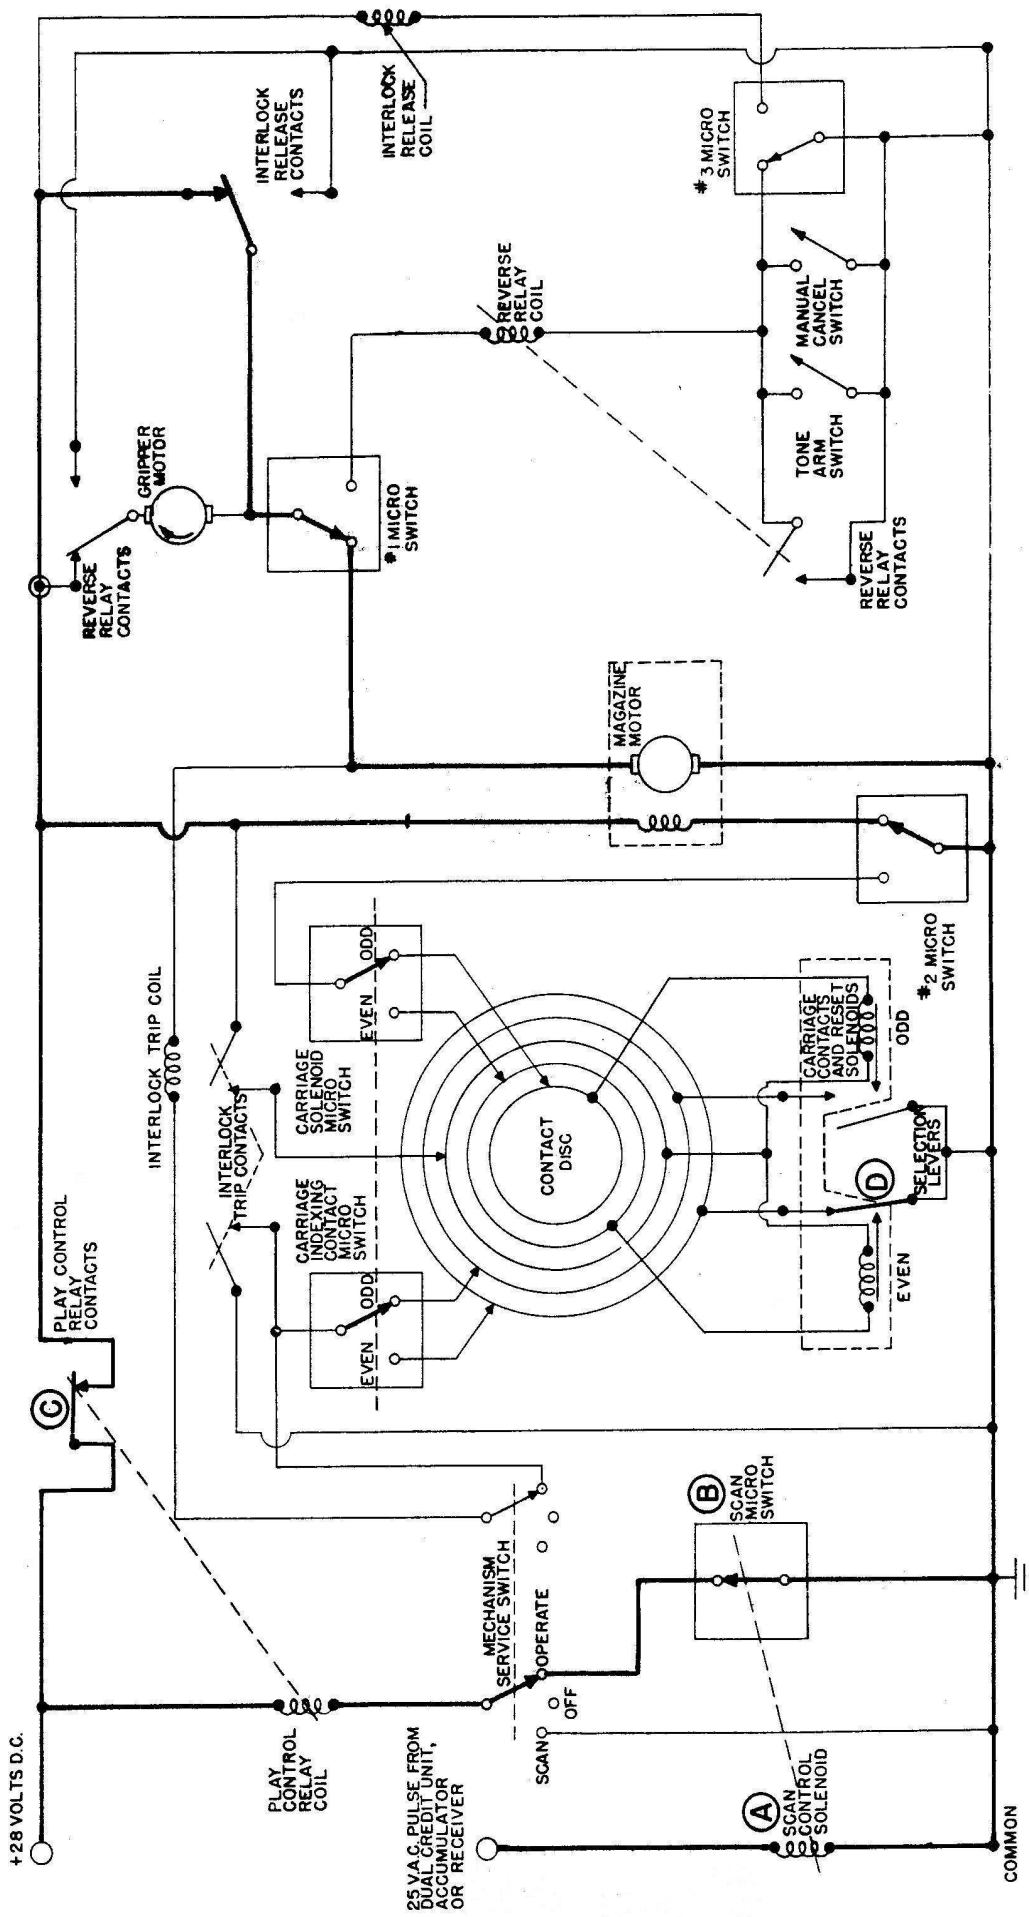 +28 VOLTS D.C.
PLAY
CONTROL
RELAY
COIL
25 V.A.C. PULSE FROM
DUAL CREDIT UNIT,
ACCUMULATOR
OR RECEIVER
A
SCAN
CONTROL
SOLENOID
COMMON
C
PLAY CONTROL
RELAY
CONTACTS
MECHANISM
SERVICE SWITCH
SCAN
OFF
OPERATE
B
SCAN
MICRO
SWITCH
INTERLOCK TRIP COIL
INTERLOCK
TRIP CONTACTS
CARRIAGE
INDEXING
CONTACT
MICRO
SWITCH
EVEN
ODD
CARRIAGE
SOLENOID
MICRO
SWITCH
EVEN
ODD
CONTACT
DISC
CARRIAGE
CONTACTS
AND RESET
SOLENOIDS
EVEN
D
SELECTION
LEVERS
ODD
#2 MICRO
SWITCH
MAGAZINE
MOTOR
REVERSE
RELAY
CONTACTS
GRIPPER
MOTOR
#1 MICRO
SWITCH
REVERSE
RELAY
COIL
REVERSE
RELAY
CONTACTS
TONE
ARM
SWITCH
MANUAL
CANCEL
SWITCH
#3 MICRO
SWITCH
INTERLOCK
RELEASE
CONTACTS
INTERLOCK
RELEASE
COIL